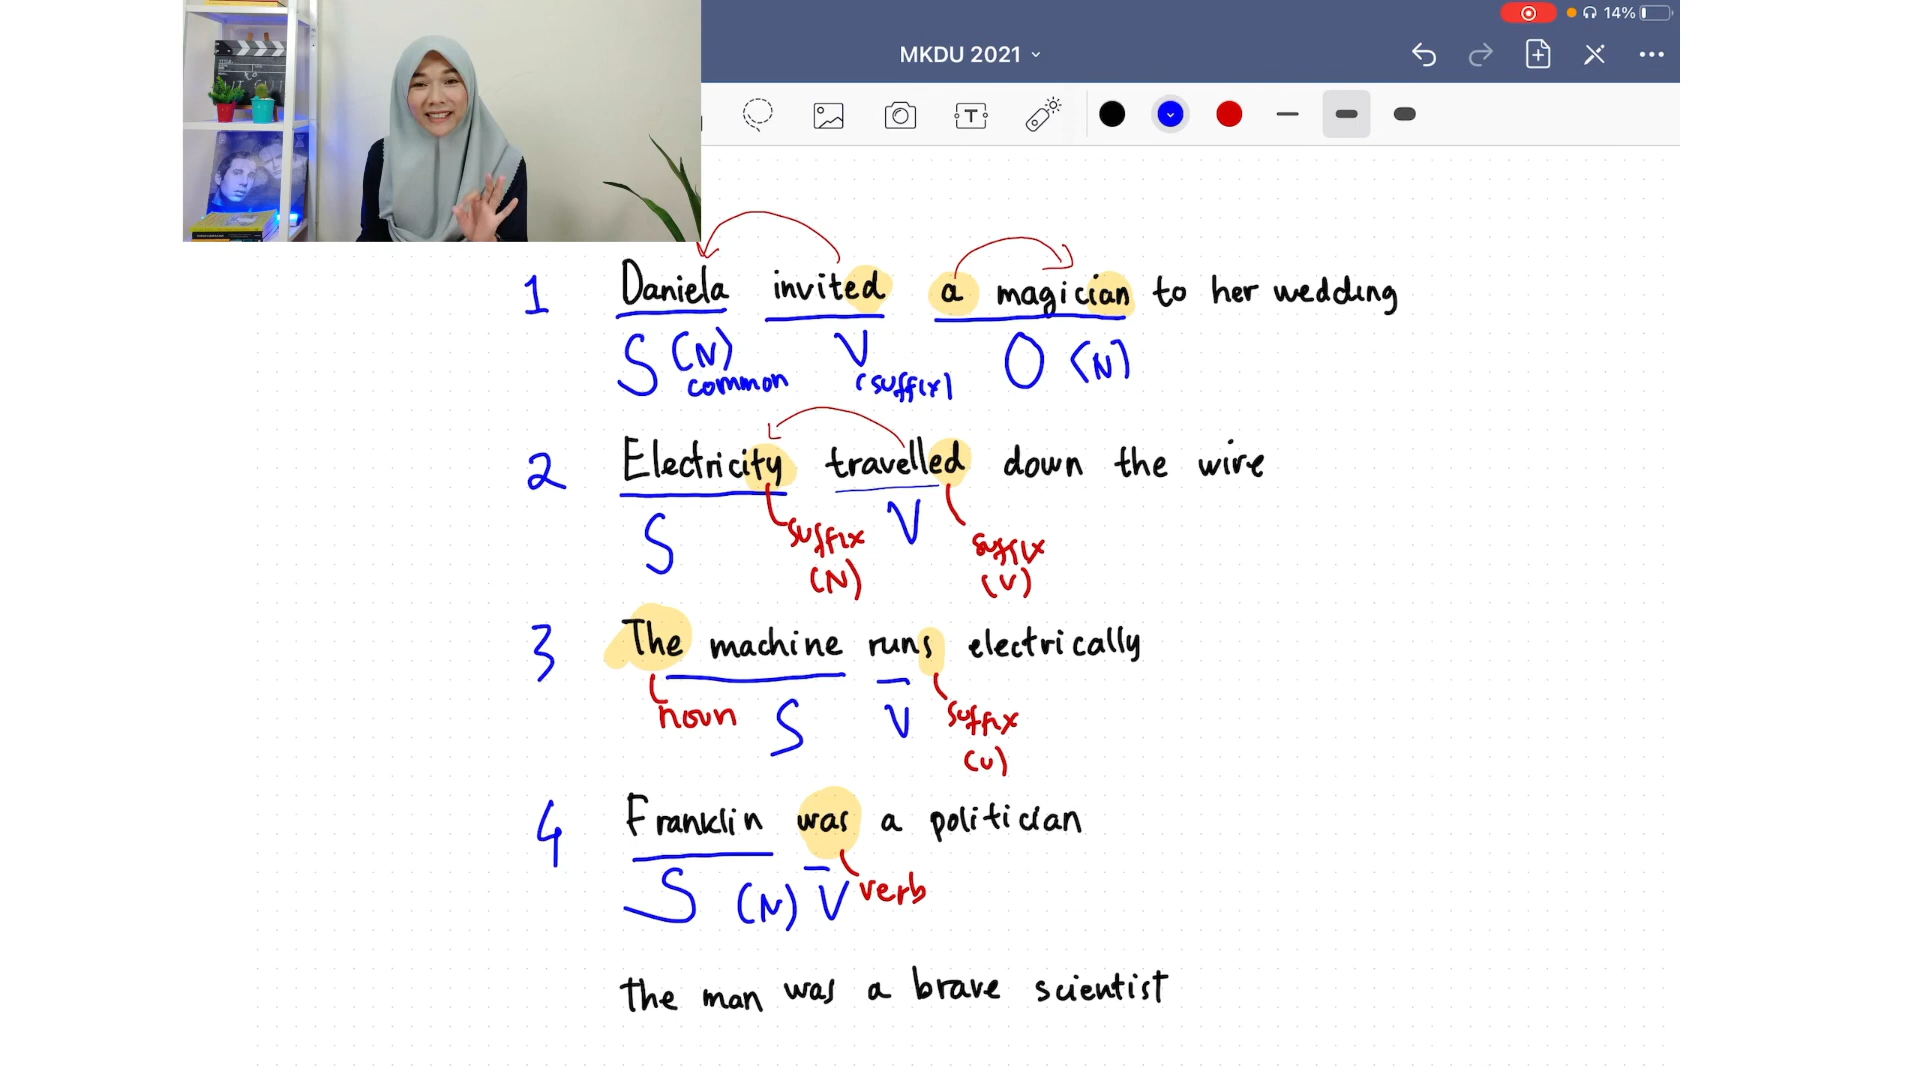 14%
MKDU 2021
T
1 Daniela invited a magician to her wedding
S (N) V O (N)
common (suffix)
2 Electricity travelled down the wire
S suffix V suffix
(N) (V)
3 The machine runs electrically
noun S V suffix
(V)
4 Franklin was a politician
S (N) V verb
the man was a brave scientist